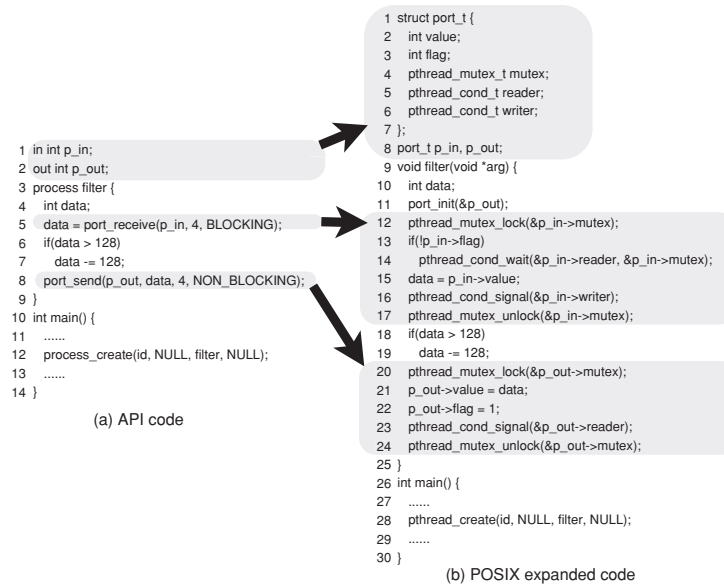 1 in int p_in;
2 out int p_out;
3 process filter {
4 int data;
5 data = port_receive(p_in, 4, BLOCKING);
6 if(data > 128)
7 data -= 128;
8 port_send(p_out, data, 4, NON_BLOCKING);
9 }
10 int main() {
11 ......
12 process_create(id, NULL, filter, NULL);
13 ......
14 }
(a) API code
1 struct port_t {
2 int value;
3 int flag;
4 pthread_mutex_t mutex;
5 pthread_cond_t reader;
6 pthread_cond_t writer;
7 };
8 port_t p_in, p_out;
9 void filter(void *arg) {
10 int data;
11 port_init(&p_out);
12 pthread_mutex_lock(&p_in->mutex);
13 if(!p_in->flag)
14 pthread_cond_wait(&p_in->reader, &p_in->mutex);
15 data = p_in->value;
16 pthread_cond_signal(&p_in->writer);
17 pthread_mutex_unlock(&p_in->mutex);
18 if(data > 128)
19 data -= 128;
20 pthread_mutex_lock(&p_out->mutex);
21 p_out->value = data;
22 p_out->flag = 1;
23 pthread_cond_signal(&p_out->reader);
24 pthread_mutex_unlock(&p_out->mutex);
25 }
26 int main() {
27 ......
28 pthread_create(id, NULL, filter, NULL);
29 ......
30 }
(b) POSIX expanded code